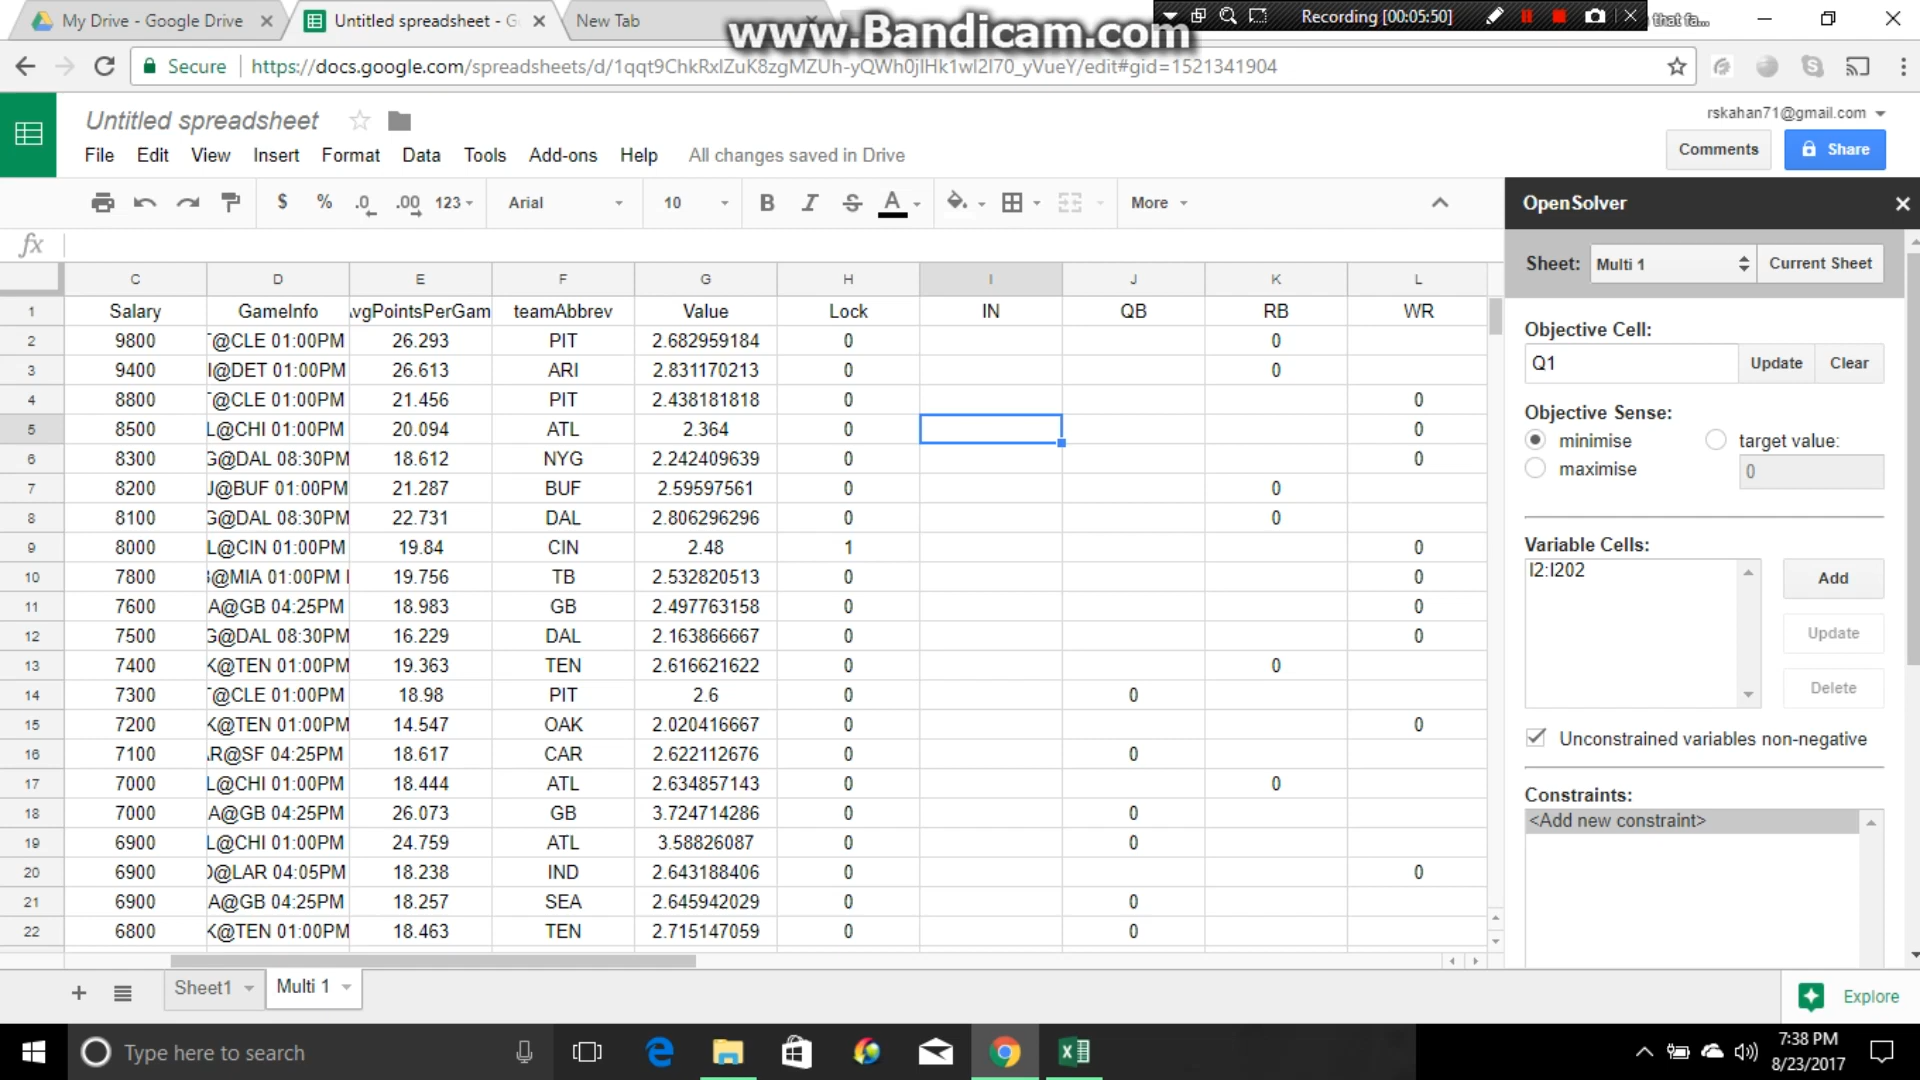 My Drive - Google Drive
Untitled spreadsheet - G
New Tab
www.Bandicam.com
Recording [00:05:50]
that fa...
Secure
https://docs.google.com/spreadsheets/d/1qqt9ChkRxIZuK8zgMZUh-yQWh0jlHk1wl2I70_yVueY/edit#gid=1521341904
Untitled spreadsheet
rskahan71@gmail.com
File Edit View Insert Format Data Tools Add-ons Help All changes saved in Drive
Comments
Share
$ % .0 .00 123 Arial 10 B I S A More
fx
C D E F G H I J K L
1 Salary GameInfo AvgPointsPerGam teamAbbrev Value Lock IN QB RB WR
2 9800 T@CLE 01:00PM 26.293 PIT 2.682959184 0 0
3 9400 I@DET 01:00PM 26.613 ARI 2.831170213 0 0
4 8800 T@CLE 01:00PM 21.456 PIT 2.438181818 0 0
5 8500 L@CHI 01:00PM 20.094 ATL 2.364 0 0
6 8300 G@DAL 08:30PM 18.612 NYG 2.242409639 0 0
7 8200 J@BUF 01:00PM 21.287 BUF 2.59597561 0 0
8 8100 G@DAL 08:30PM 22.731 DAL 2.806296296 0 0
9 8000 L@CIN 01:00PM 19.84 CIN 2.48 1 0
10 7800 B@MIA 01:00PM 19.756 TB 2.532820513 0 0
11 7600 A@GB 04:25PM 18.983 GB 2.497763158 0 0
12 7500 G@DAL 08:30PM 16.229 DAL 2.163866667 0 0
13 7400 K@TEN 01:00PM 19.363 TEN 2.616621622 0 0
14 7300 T@CLE 01:00PM 18.98 PIT 2.6 0 0
15 7200 K@TEN 01:00PM 14.547 OAK 2.020416667 0 0
16 7100 AR@SF 04:25PM 18.617 CAR 2.622112676 0 0
17 7000 L@CHI 01:00PM 18.444 ATL 2.634857143 0 0
18 7000 A@GB 04:25PM 26.073 GB 3.724714286 0 0
19 6900 L@CHI 01:00PM 24.759 ATL 3.58826087 0 0
20 6900 D@LAR 04:05PM 18.238 IND 2.643188406 0 0
21 6900 A@GB 04:25PM 18.257 SEA 2.645942029 0 0
22 6800 K@TEN 01:00PM 18.463 TEN 2.715147059 0 0
OpenSolver
Sheet: Multi 1 Current Sheet
Objective Cell:
Q1 Update Clear
Objective Sense:
minimise target value:
maximise 0
Variable Cells:
I2:I202
Add
Update
Delete
Unconstrained variables non-negative
Constraints:
<Add new constraint>
Sheet1 Multi 1
Explore
Type here to search
7:38 PM
8/23/2017